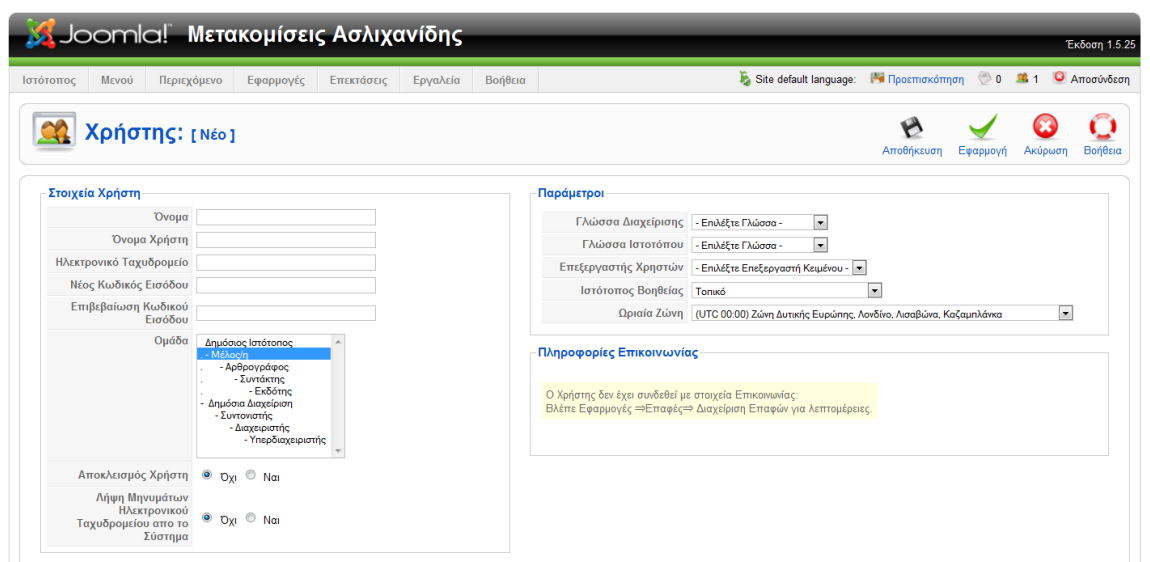 Joomla!™ Μετακομίσεις Ασλιχανίδης
Έκδοση 1.5.25
Ιστότοπος Μενού Περιεχόμενο Εφαρμογές Επεκτάσεις Εργαλεία Βοήθεια Site default language: Προεπισκόπηση 0 1 Αποσύνδεση
Χρήστης: [ Νέο ]
Αποθήκευση Εφαρμογή Ακύρωση Βοήθεια
Στοιχεία Χρήστη
Όνομα
Όνομα Χρήστη
Ηλεκτρονικό Ταχυδρομείο
Νέος Κωδικός Εισόδου
Επιβεβαίωση Κωδικού
Εισόδου
Ομάδα
Δημόσιος Ιστότοπος
- Μέλος/η
. - Αρθρογράφος
. - Συντάκτης
. - Εκδότης
- Δημόσια Διαχείριση
- Συντονιστής
- Διαχειριστής
- Υπερδιαχειριστής
Αποκλεισμός Χρήστη Όχι Ναι
Λήψη Μηνυμάτων
Ηλεκτρονικού
Ταχυδρομείου απο το
Σύστημα
Όχι Ναι
Παράμετροι
Γλώσσα Διαχείρισης - Επιλέξτε Γλώσσα -
Γλώσσα Ιστοτόπου - Επιλέξτε Γλώσσα -
Επεξεργαστής Χρηστών - Επιλέξτε Επεξεργαστή Κειμένου -
Ιστότοπος Βοηθείας Τοπικό
Ωριαία Ζώνη (UTC 00:00) Ζώνη Δυτικής Ευρώπης, Λονδίνο, Λισαβώνα, Καζαμπλάνκα
Πληροφορίες Επικοινωνίας
Ο Χρήστης δεν έχει συνδεθεί με στοιχεία Επικοινωνίας:
Βλέπε Εφαρμογές ⇒Επαφές⇒ Διαχείριση Επαφών για λεπτομέρειες.